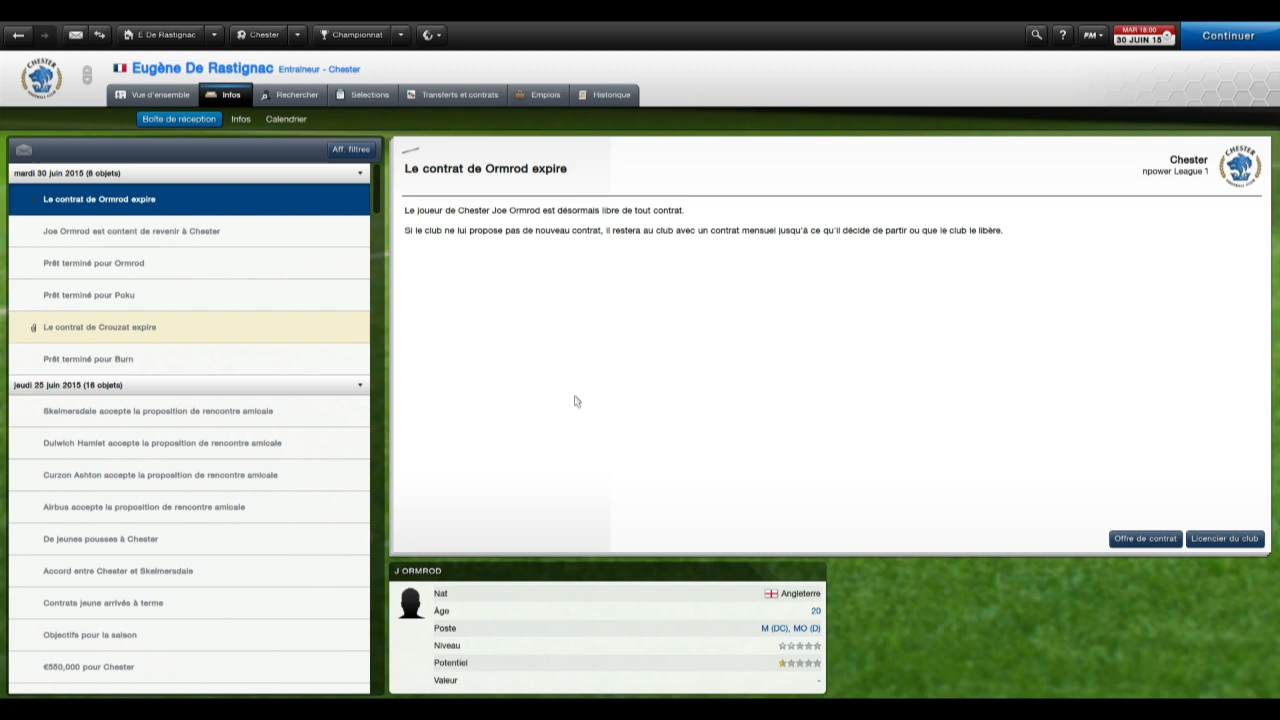 E. De Rastignac
Chester
Championnat
?
FM
MAR 18:00
30 JUIN 15
Continuer
Eugène De Rastignac Entraîneur - Chester
Vue d'ensemble
Infos
Rechercher
Sélections
Transferts et contrats
Emplois
Historique
Boîte de réception
Infos
Calendrier
Aff. filtres
mardi 30 juin 2015 (6 objets)
Le contrat de Ormrod expire
Joe Ormrod est content de revenir à Chester
Prêt terminé pour Ormrod
Prêt terminé pour Poku
Le contrat de Crouzat expire
Prêt terminé pour Burn
jeudi 25 juin 2015 (16 objets)
Skelmersdale accepte la proposition de rencontre amicale
Dulwich Hamlet accepte la proposition de rencontre amicale
Curzon Ashton accepte la proposition de rencontre amicale
Airbus accepte la proposition de rencontre amicale
De jeunes pousses à Chester
Accord entre Chester et Skelmersdale
Contrats jeune arrivés à terme
Objectifs pour la saison
€550,000 pour Chester
Le contrat de Ormrod expire
Chester
npower League 1
Le joueur de Chester Joe Ormrod est désormais libre de tout contrat.
Si le club ne lui propose pas de nouveau contrat, il restera au club avec un contrat mensuel jusqu'à ce qu'il décide de partir ou que le club le libère.
Offre de contrat
Licencier du club
J ORMROD
Nat Angleterre
Âge 20
Poste M (DC), MO (D)
Niveau
Potentiel
Valeur -